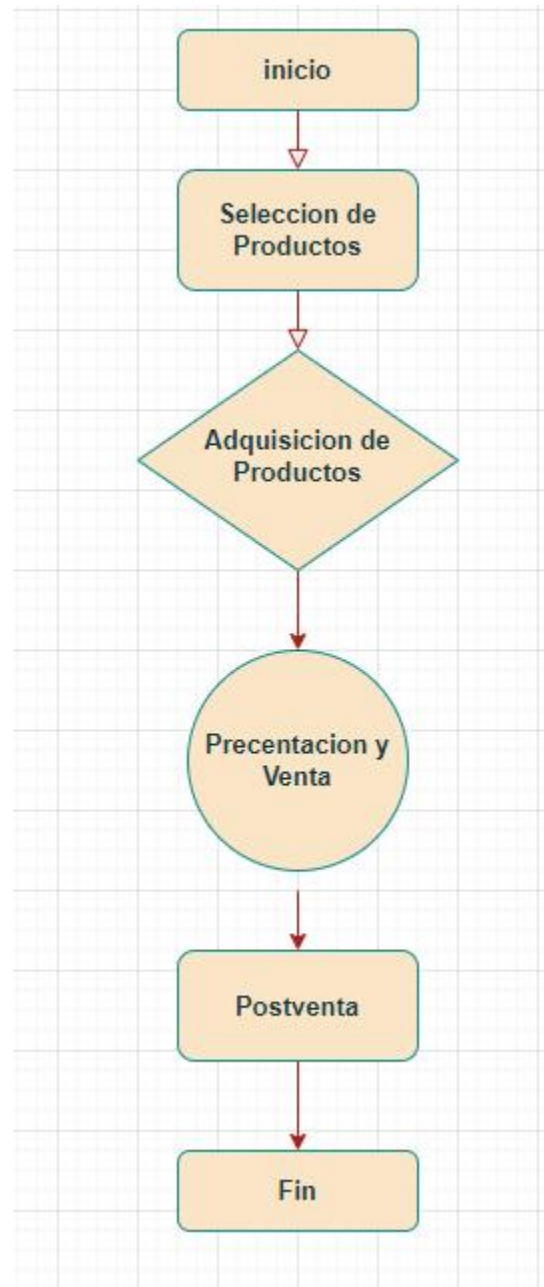 inicio
Seleccion de
Productos
Adquisicion de
Productos
Precentacion y
Venta
Postventa
Fin